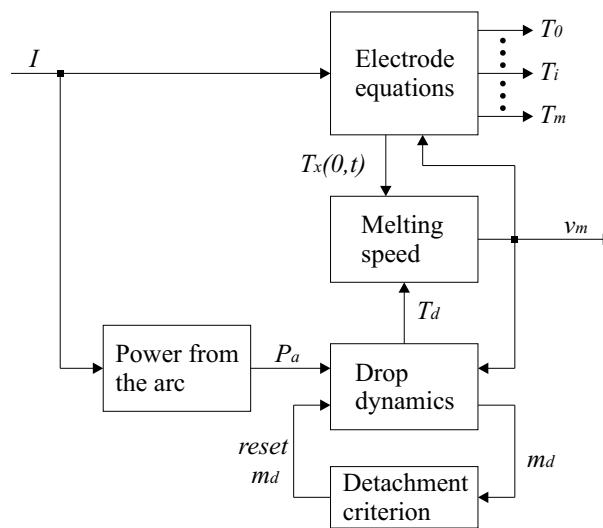 I
Electrode
equations
T0
Ti
Tm
Tx(0,t)
Melting
speed
vm
Td
Power from
the arc
Pa
Drop
dynamics
reset
md
md
Detachment
criterion